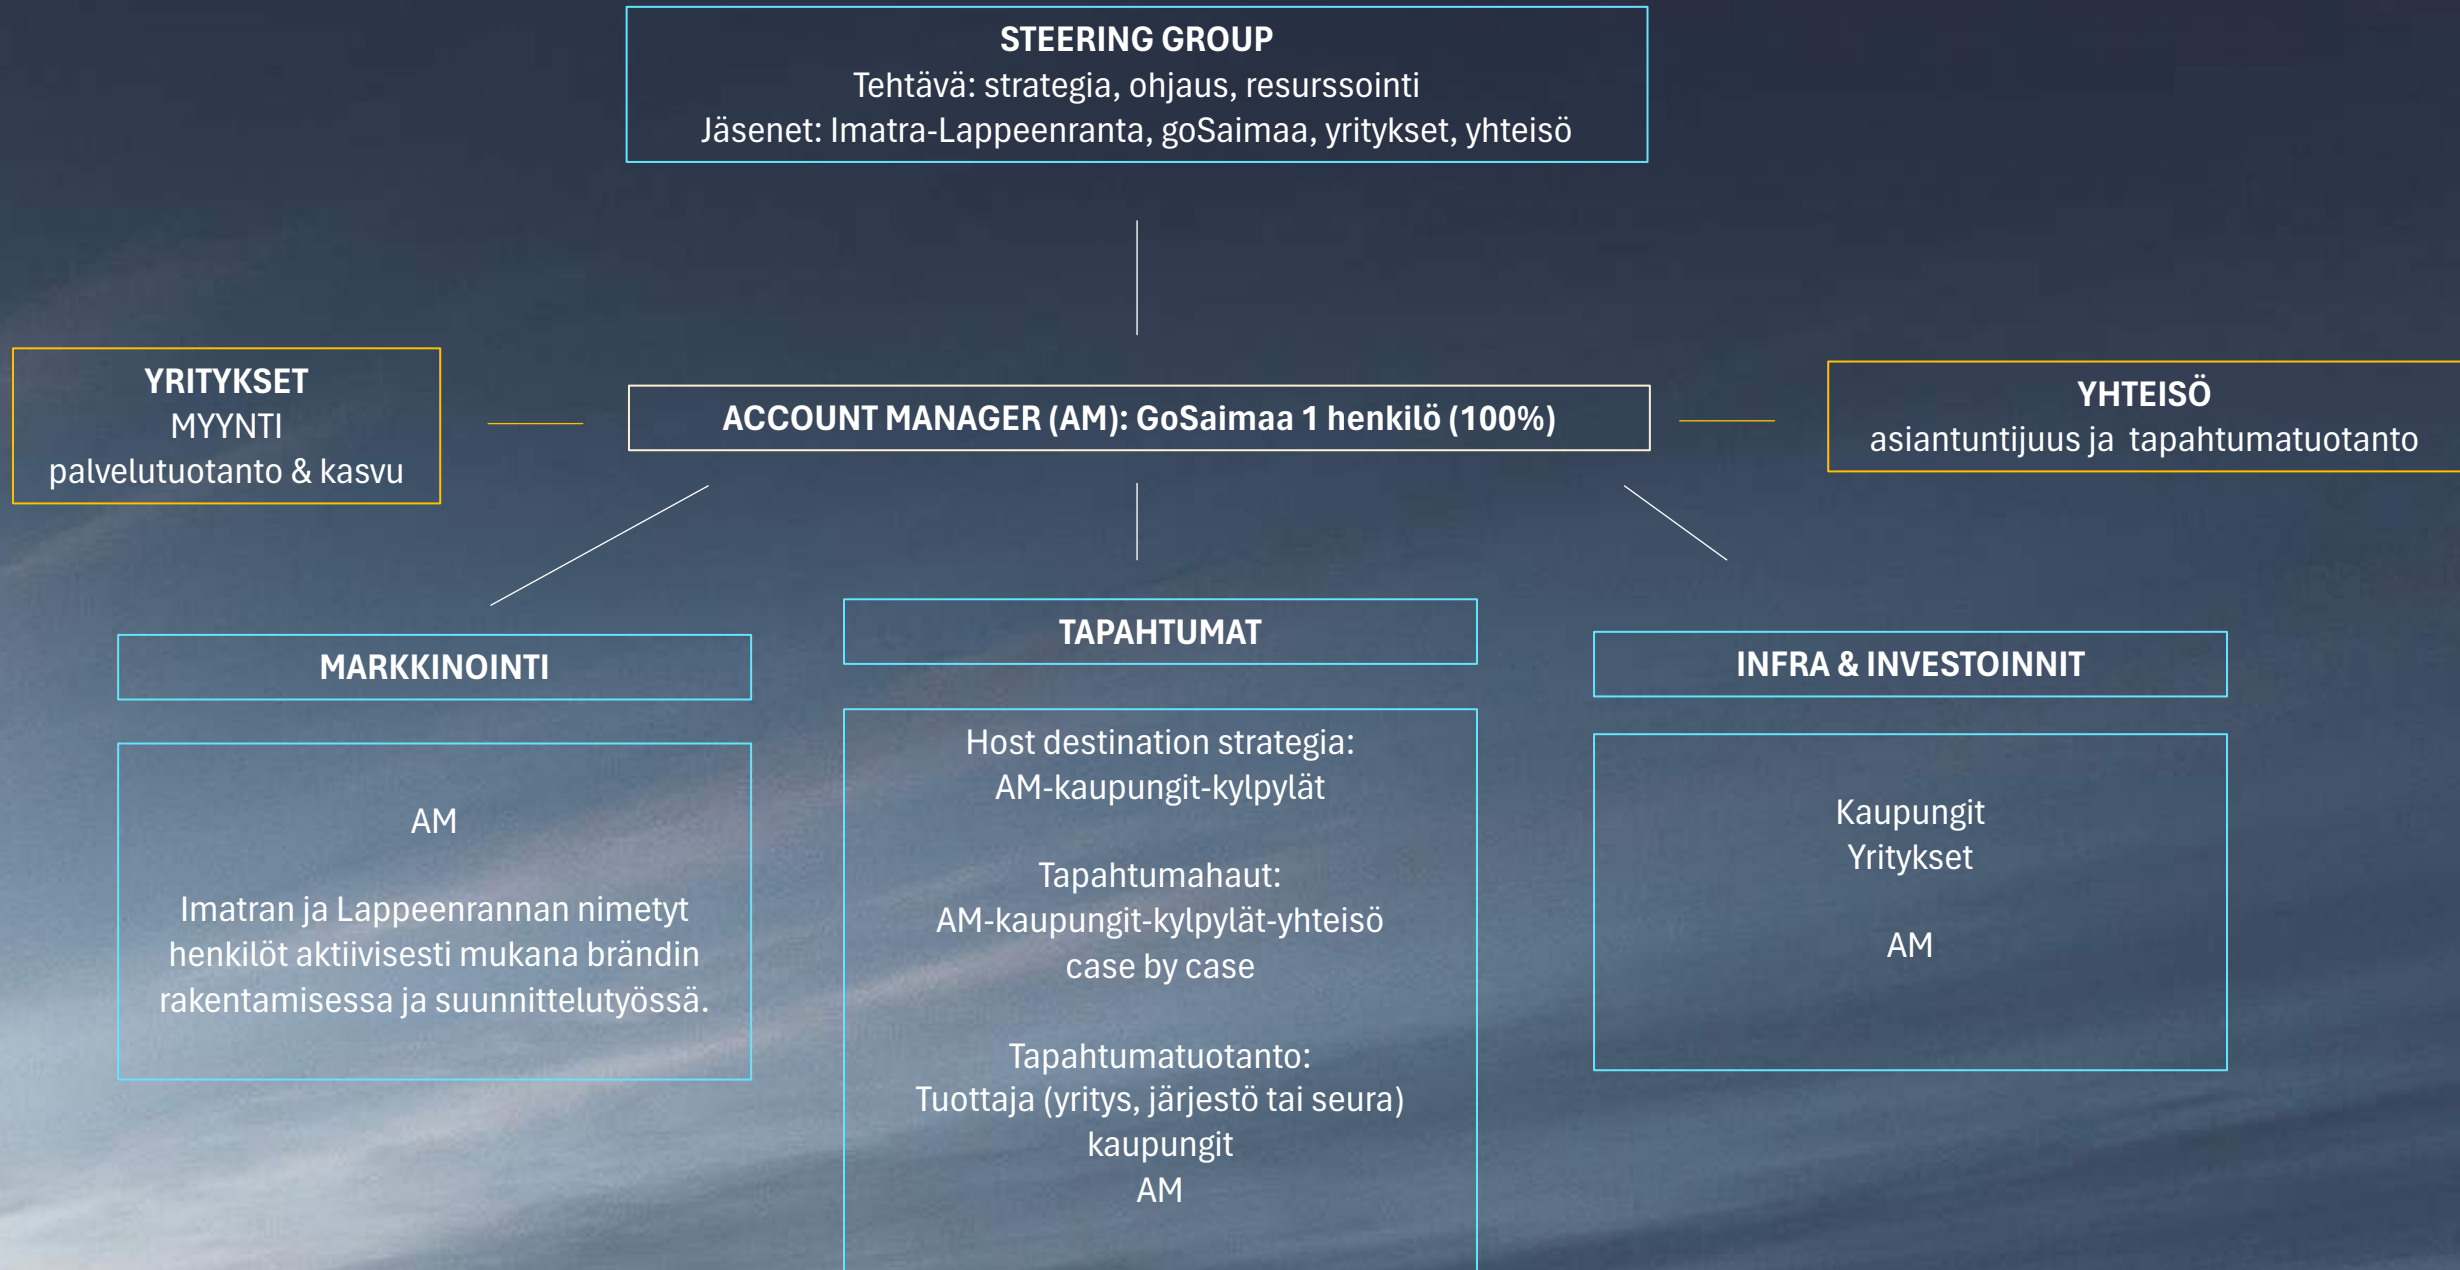 STEERING GROUP
Tehtävä: strategia, ohjaus, resurssointi
Jäsenet: Imatra-Lappeenranta, goSaimaa, yritykset, yhteisö
YRITYKSET
MYYNTI
palvelutuotanto & kasvu
ACCOUNT MANAGER (AM): GoSaimaa 1 henkilö (100%)
YHTEISÖ
asiantuntijuus ja tapahtumatuotanto
MARKKINOINTI
AM
Imatran ja Lappeenrannan nimetyt
henkilöt aktiivisesti mukana brändin
rakentamisessa ja suunnittelutyössä.
TAPAHTUMAT
Host destination strategia:
AM-kaupungit-kylpylät
Tapahtumahaut:
AM-kaupungit-kylpylät-yhteisö
case by case
Tapahtumatuotanto:
Tuottaja (yritys, järjestö tai seura)
kaupungit
AM
INFRA & INVESTOINNIT
Kaupungit
Yritykset
AM